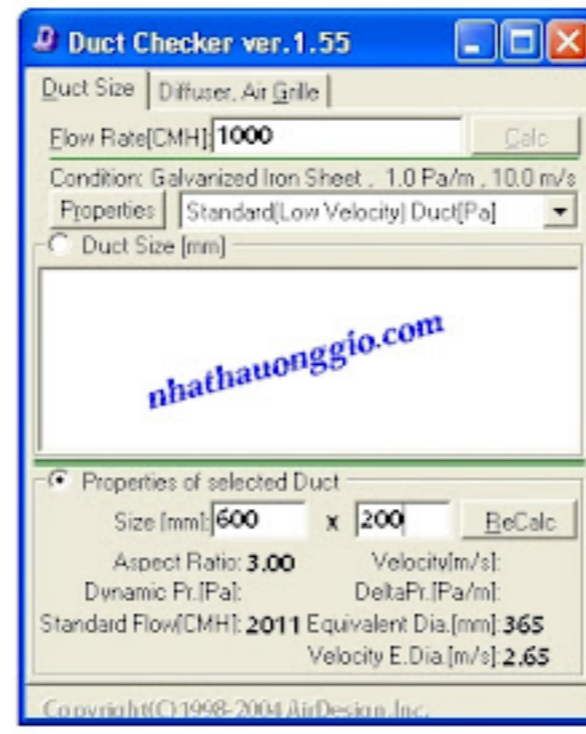 Duct Checker ver.1.55
Duct Size Diffuser, Air Grille
Flow Rate[CMH]: 1000 Calc
Condition: Galvanized Iron Sheet , 1.0 Pa/m , 10.0 m/s
Properties Standard(Low Velocity) Duct[Pa]
Duct Size [mm]
nhathauonggio.com
Properties of selected Duct
Size [mm]: 600 x 200 ReCalc
Aspect Ratio: 3.00 Velocity[m/s]:
Dynamic Pr.[Pa]: DeltaPr.[Pa/m]:
Standard Flow[CMH]: 2011 Equivalent Dia.[mm]: 365
Velocity E.Dia.[m/s]: 2.65
Copyright(C) 1998-2004 AirDesign.Inc.